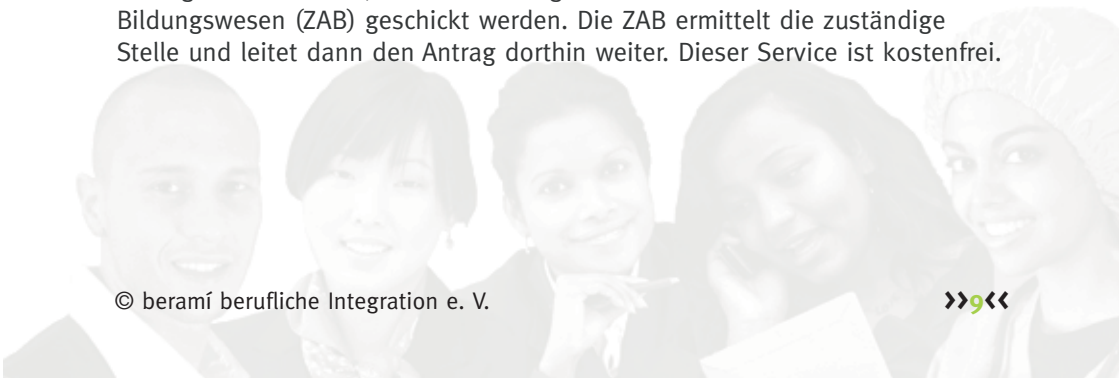 Bildungswesen (ZAB) geschickt werden. Die ZAB ermittelt die zuständige
Stelle und leitet dann den Antrag dorthin weiter. Dieser Service ist kostenfrei.
© beramí berufliche Integration e. V.
>>9<<